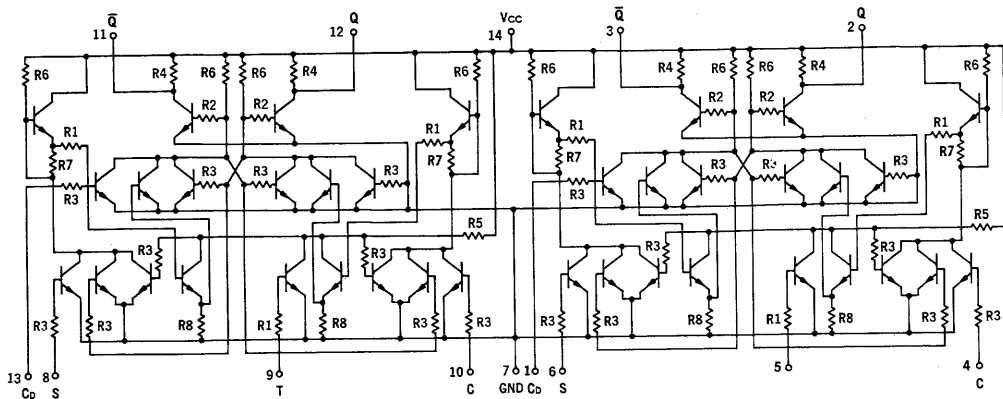 Q̅ Q VCC Q̅ Q
11 12 14 3 2
R6 R4 R6 R6 R4 R6 R6 R4 R6 R6 R4 R6
R2 R2 R2 R2
R1 R1 R1 R1
R7 R7 R7 R7
R3 R3 R3 R3 R3 R3
R3 R3
R5 R5
R3 R3 R3 R3
R3 R3 R8 R1 R8 R3 R3 R3 R3 R8 R1 R8 R3 R3
13 8 9 10 7 1 6 5 4
CD S T C GND CD S C